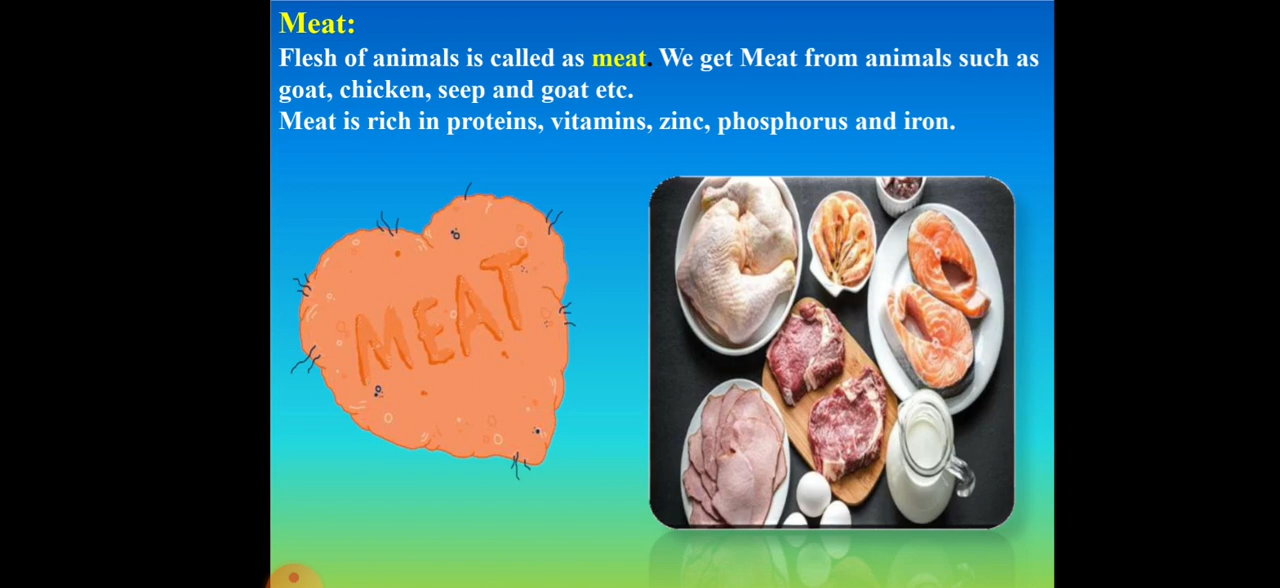 Meat:
Flesh of animals is called as meat. We get Meat from animals such as
goat, chicken, seep and goat etc.
Meat is rich in proteins, vitamins, zinc, phosphorus and iron.
MEAT